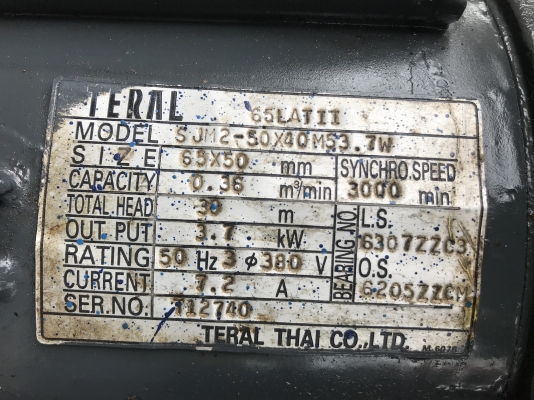 TERAL 65LATII
MODEL SJM2-50X40M53.7W
SIZE 65X50 mm SYNCHRO.SPEED
CAPACITY 0.36 m³/min 3000 min
TOTAL HEAD 30 m BEARING NO. L.S.
OUT PUT 3.7 kW 6307ZZC3
RATING 50 Hz 3 φ 380 V O.S.
CURRENT 7.2 A 6205ZZCM
SER.NO. 712740
TERAL THAI CO.,LTD.